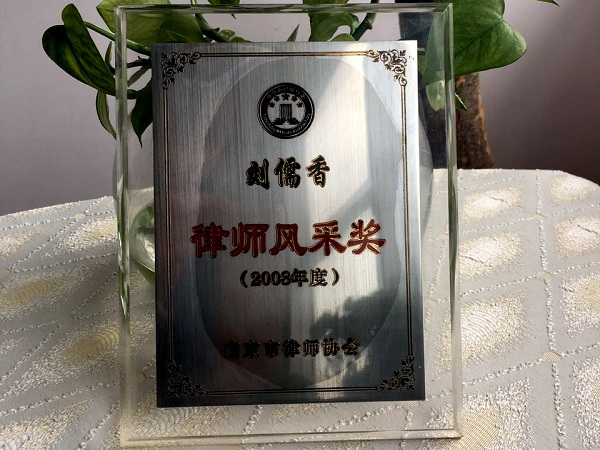 刘儒香
律师风采奖
（2008年度）
南京市律师协会